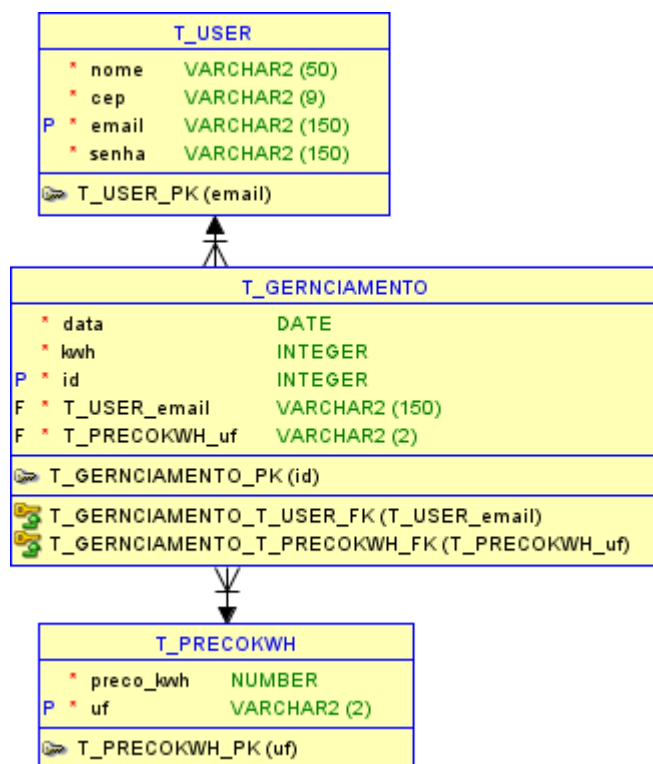 T_USER
* nome VARCHAR2 (50)
* cep VARCHAR2 (9)
P * email VARCHAR2 (150)
* senha VARCHAR2 (150)
T_USER_PK (email)
T_GERNCIAMENTO
* data DATE
* kwh INTEGER
P * id INTEGER
F * T_USER_email VARCHAR2 (150)
F * T_PRECOKWH_uf VARCHAR2 (2)
T_GERNCIAMENTO_PK (id)
T_GERNCIAMENTO_T_USER_FK (T_USER_email)
T_GERNCIAMENTO_T_PRECOKWH_FK (T_PRECOKWH_uf)
T_PRECOKWH
* preco_kwh NUMBER
P * uf VARCHAR2 (2)
T_PRECOKWH_PK (uf)